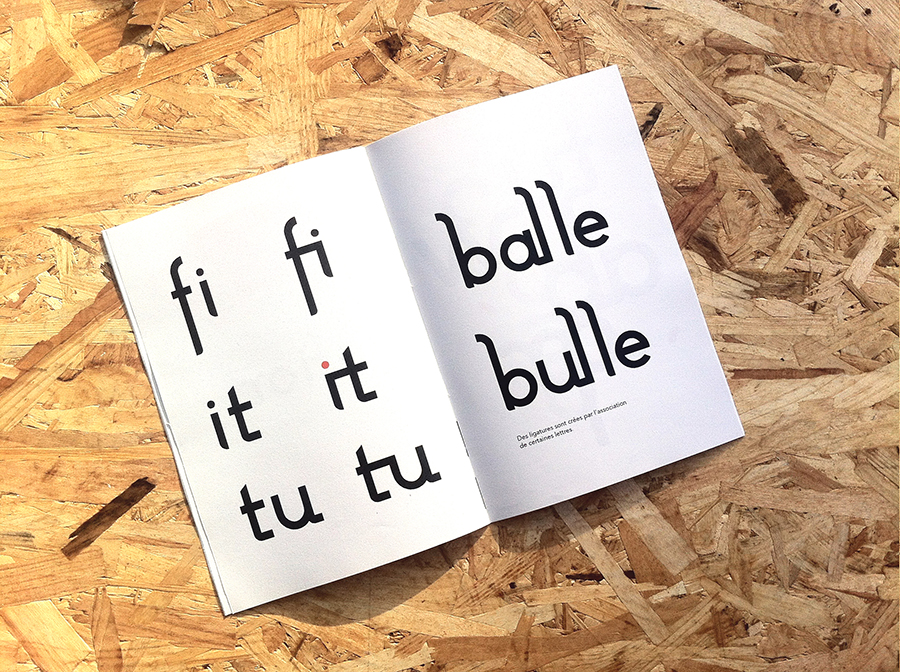 fi fi
it it
tu tu
balle
bulle
Des ligatures sont crées par l'association
de certaines lettres